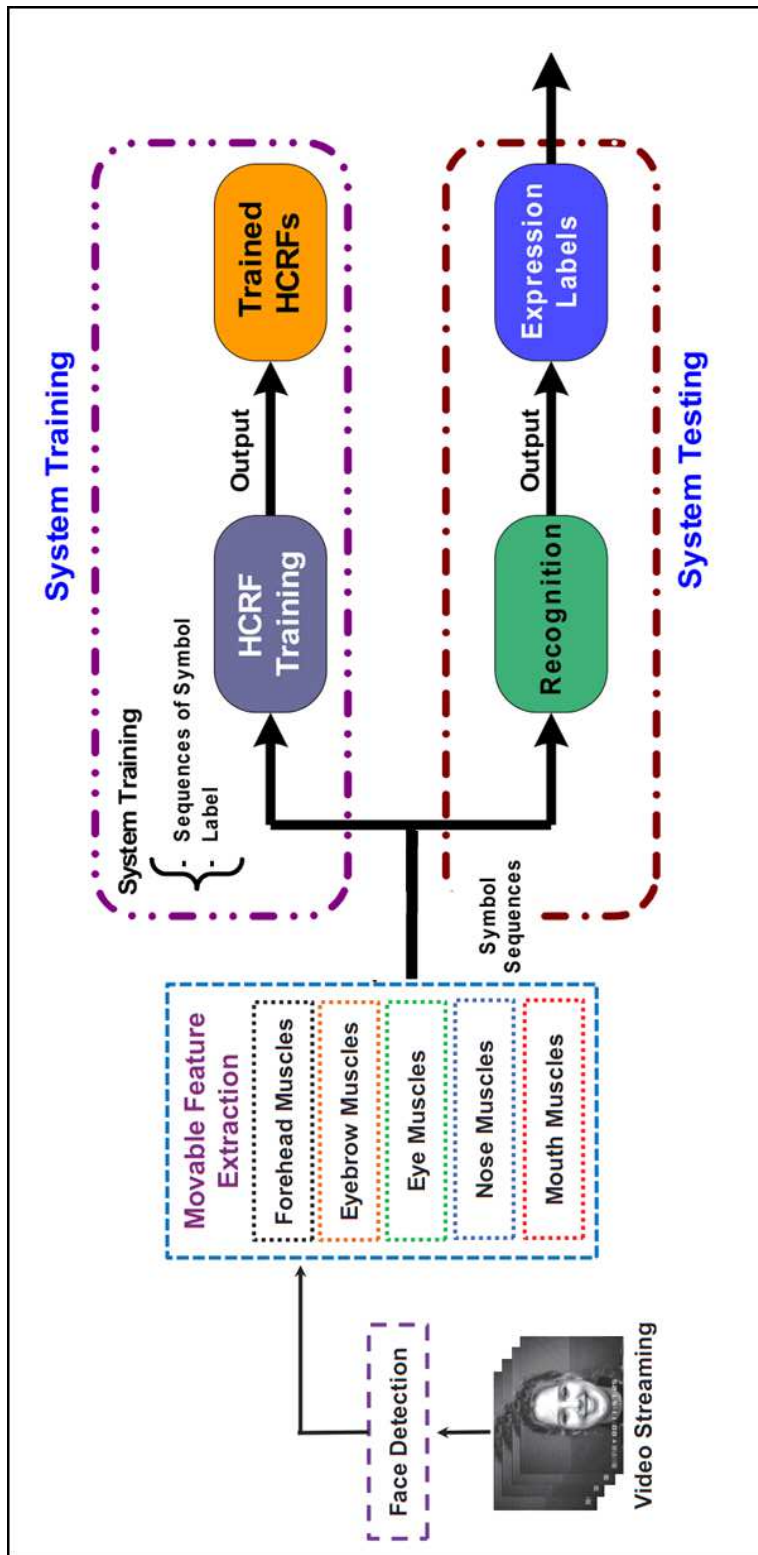 Video Streaming
Face Detection
Movable Feature
Extraction
Forehead Muscles
Eyebrow Muscles
Eye Muscles
Nose Muscles
Mouth Muscles
System Training
System Training
- Sequences of Symbol
- Label
HCRF
Training
Output
Trained
HCRFs
Symbol
Sequences
Recognition
Output
Expression
Labels
System Testing